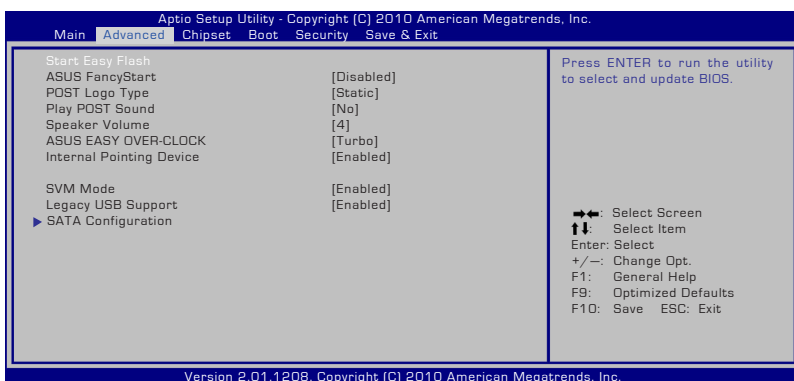 Aptio Setup Utility - Copyright (C) 2010 American Megatrends, Inc.
Main Advanced Chipset Boot Security Save & Exit
Start Easy Flash
ASUS FancyStart [Disabled]
POST Logo Type [Static]
Play POST Sound [No]
Speaker Volume [4]
ASUS EASY OVER-CLOCK [Turbo]
Internal Pointing Device [Enabled]
SVM Mode [Enabled]
Legacy USB Support [Enabled]
SATA Configuration
Press ENTER to run the utility
to select and update BIOS.
→←: Select Screen
↑↓: Select Item
Enter: Select
+/—: Change Opt.
F1: General Help
F9: Optimized Defaults
F10: Save ESC: Exit
Version 2.01.1208. Copyright (C) 2010 American Megatrends, Inc.